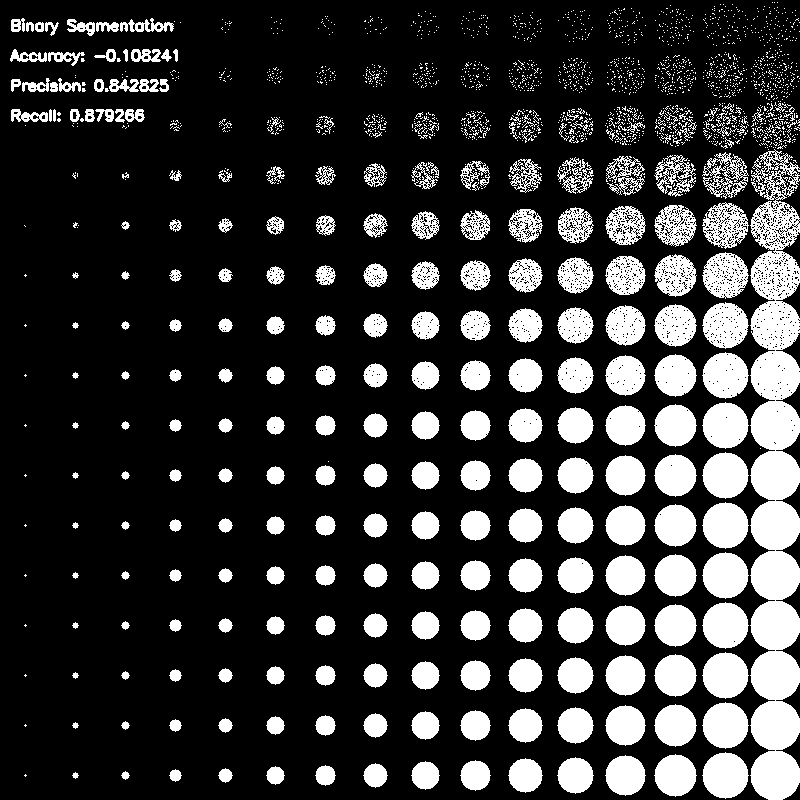 Binary Segmentation
Accuracy: -0.108241
Precision: 0.842825
Recall: 0.879266